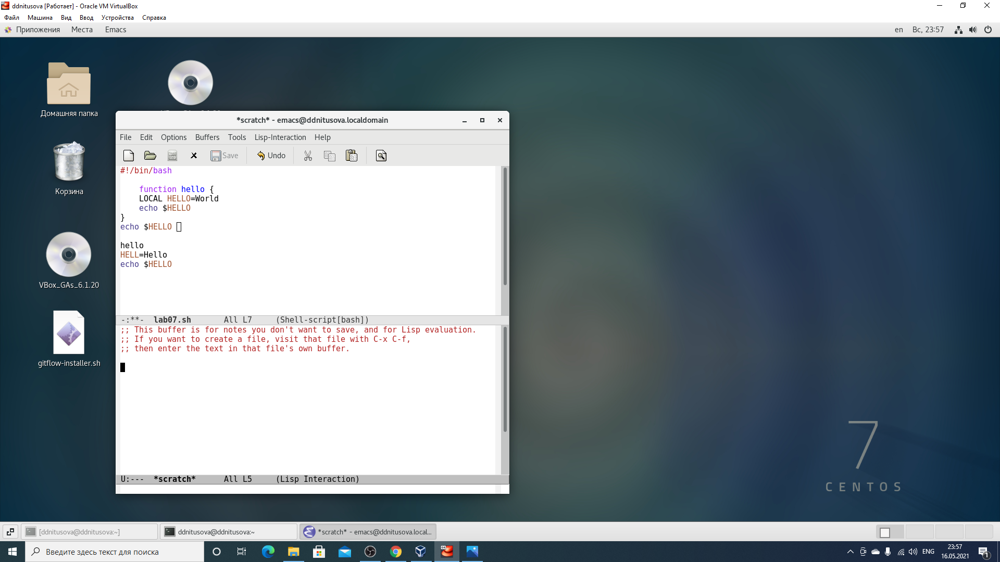 ddnitusova [Работает] - Oracle VM VirtualBox
Файл Машина Вид Ввод Устройства Справка
Приложения Места Emacs en Вс, 23:57
Домашняя папка
Корзина
VBox_GAs_6.1.20
gitflow-installer.sh
*scratch* - emacs@ddnitusova.localdomain
File Edit Options Buffers Tools Lisp-Interaction Help
Save Undo
#!/bin/bash
function hello {
LOCAL HELLO=World
echo $HELLO
}
echo $HELLO
hello
HELL=Hello
echo $HELLO
-:**- lab07.sh All L7 (Shell-script[bash])
;; This buffer is for notes you don't want to save, and for Lisp evaluation.
;; If you want to create a file, visit that file with C-x C-f,
;; then enter the text in that file's own buffer.
U:--- *scratch* All L5 (Lisp Interaction)
7
CENTOS
[ddnitusova@ddnitusova:~] ddnitusova@ddnitusova:~ *scratch* - emacs@ddnitusova.local...
Введите здесь текст для поиска
ENG
23:57
16.05.2021
1